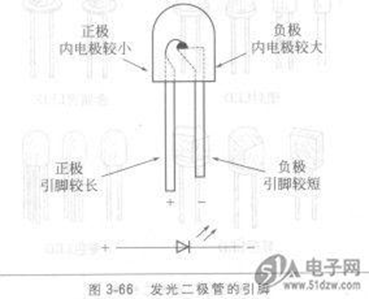 正极
内电极较小
负极
内电极较大
正极
引脚较长
负极
引脚较短
+ −
+ −
图 3-66 发光二极管的引脚
51A 电子网
www.51dzw.com